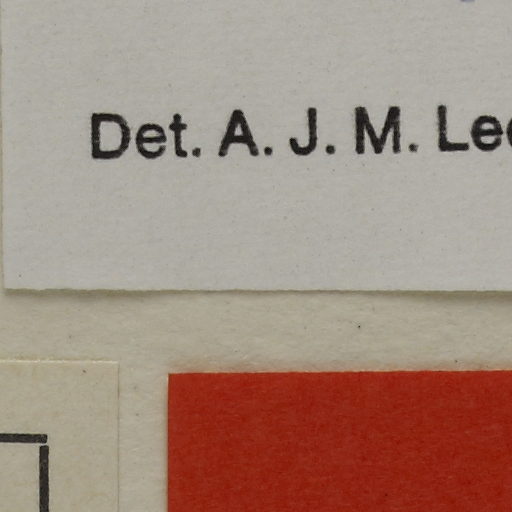 Det. A. J. M.